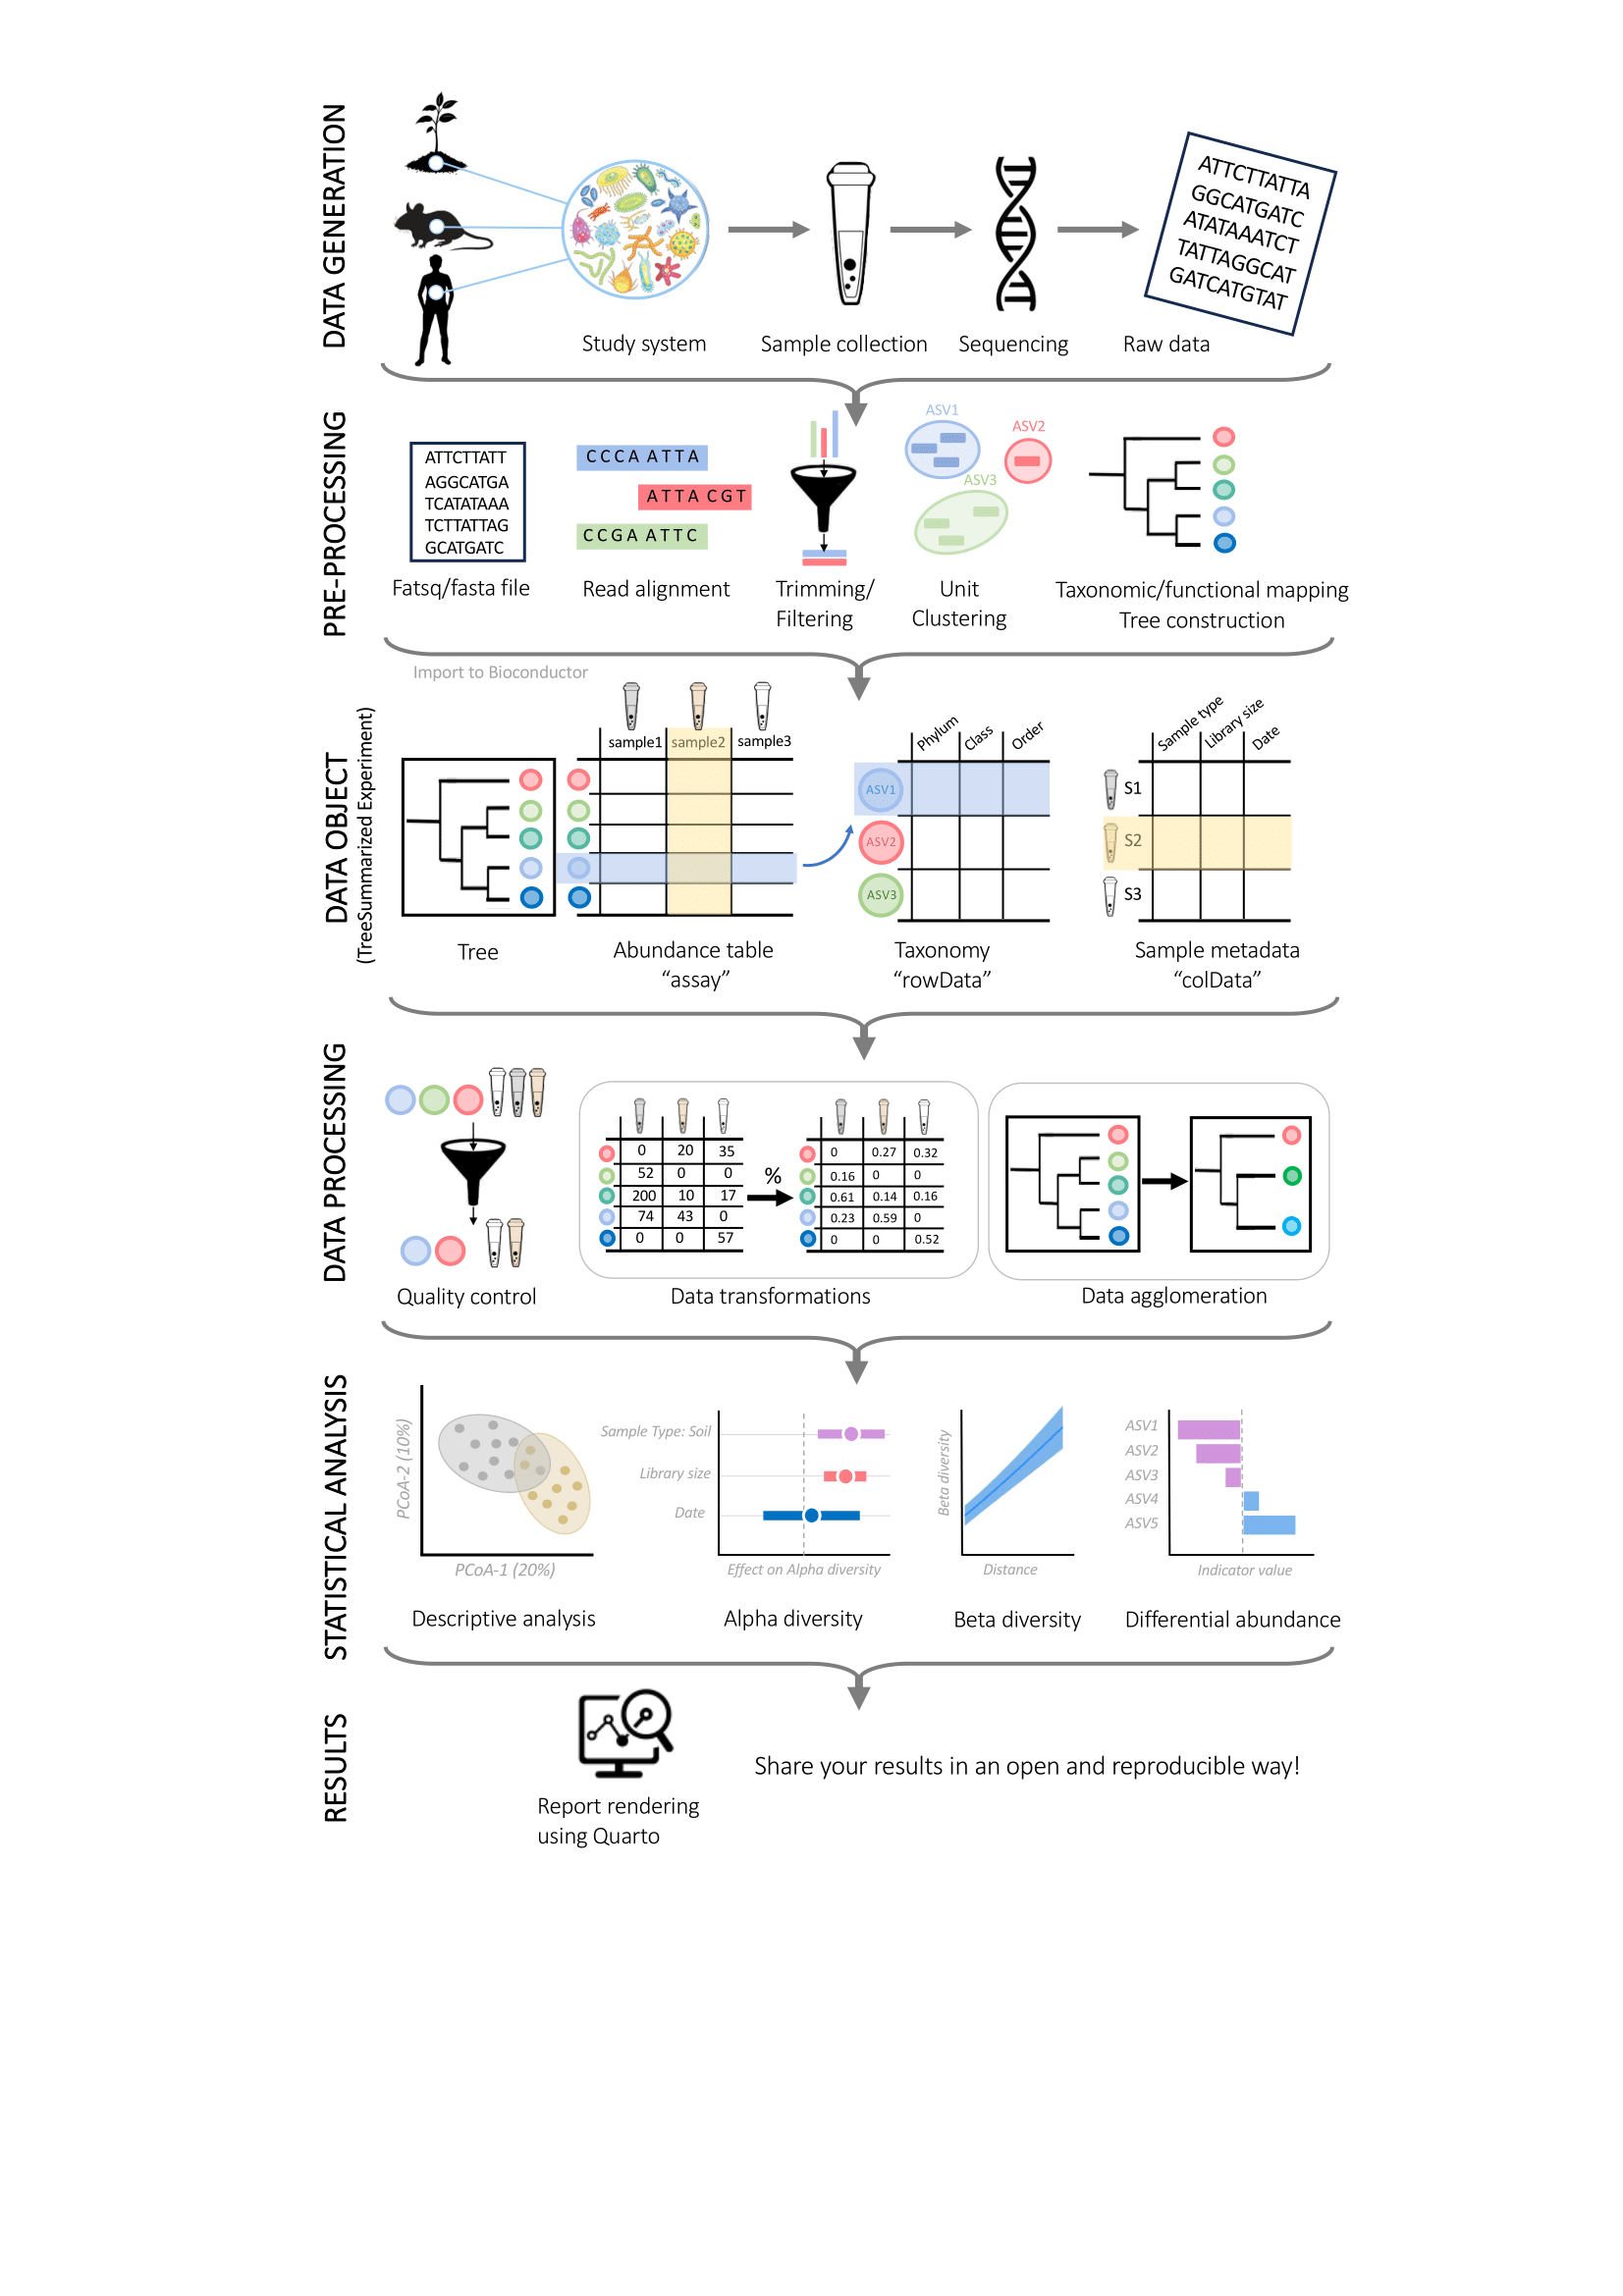 DATA GENERATION
ATTCTTATTA
GGCATGATC
ATATAAATCT
TATTAGGCAT
GATCATGTAT
Study system
Sample collection
Sequencing
Raw data
PRE-PROCESSING
ATTCTTATT
AGGCATGA
TCATATAAA
TCTTATTAG
GCATGATC
Fatsq/fasta file
CCCA ATTA
ATTA CGT
CCGA ATTC
Read alignment
Trimming/
Filtering
ASV1
ASV2
ASV3
Unit
Clustering
Taxonomic/functional mapping
Tree construction
Import to Bioconductor
DATA OBJECT
(TreeSummarized Experiment)
Tree
sample1 sample2 sample3
Abundance table
“assay”
Phylum Class Order
ASV1
ASV2
ASV3
Taxonomy
“rowData”
Sample type Library size Date
S1
S2
S3
Sample metadata
“colData”
DATA PROCESSING
Quality control
0 20 35
52 0 0
200 10 17
74 43 0
0 0 57
%
0 0.27 0.32
0.16 0 0
0.61 0.14 0.16
0.23 0.59 0
0 0 0.52
Data transformations
Data agglomeration
STATISTICAL ANALYSIS
PCoA-2 (10%)
PCoA-1 (20%)
Descriptive analysis
Sample Type: Soil
Library size
Date
Effect on Alpha diversity
Alpha diversity
Beta diversity
Distance
Beta diversity
ASV1
ASV2
ASV3
ASV4
ASV5
Indicator value
Differential abundance
RESULTS
Report rendering
using Quarto
Share your results in an open and reproducible way!